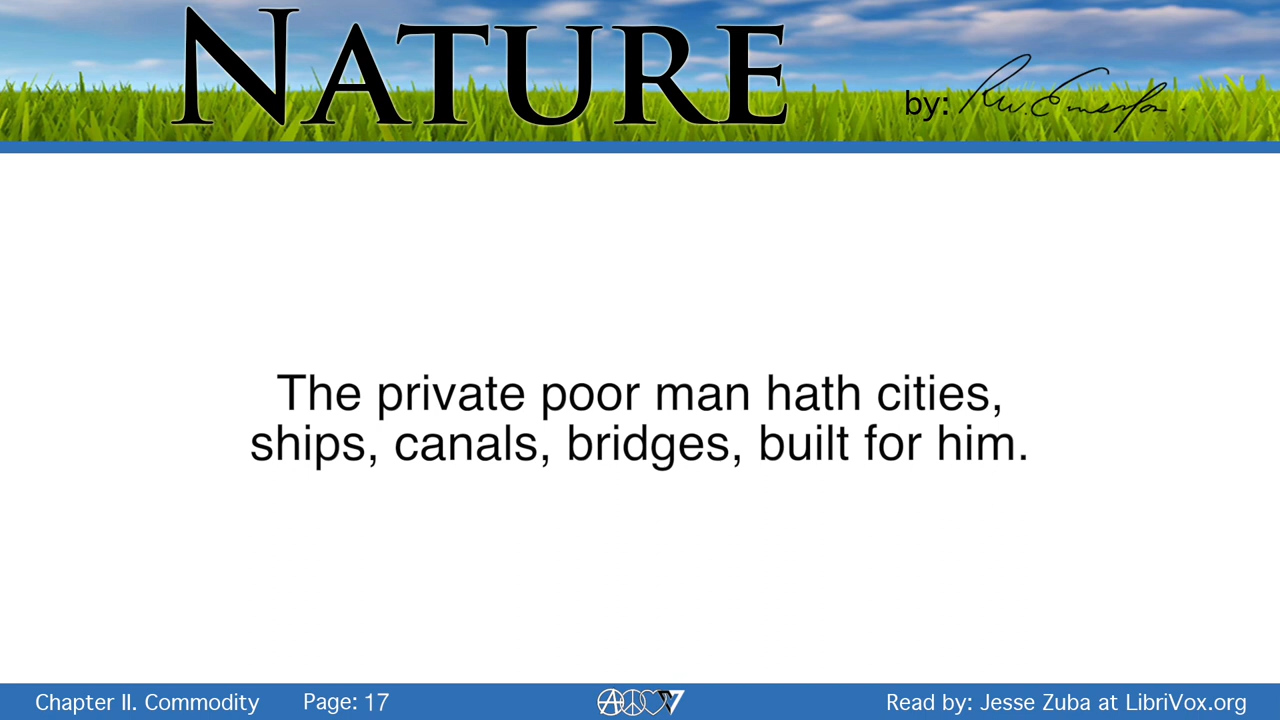 NATURE
by: R.W. Emerson.
The private poor man hath cities,
ships, canals, bridges, built for him.
Chapter II. Commodity Page: 17 Read by: Jesse Zuba at LibriVox.org